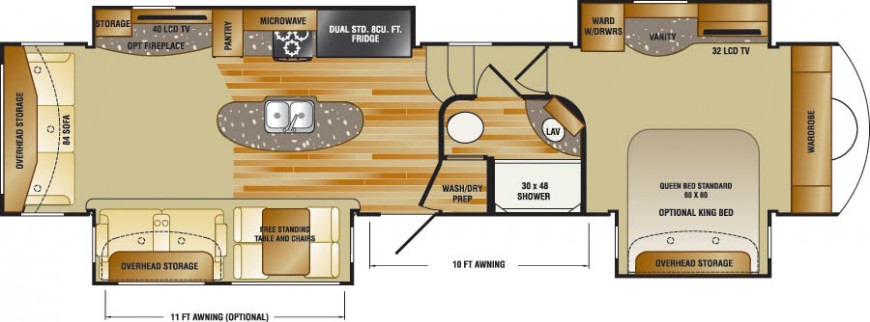 STORAGE
40 LCD TV
OPT FIREPLACE
PANTRY
MICROWAVE
DUAL STD. 8CU. FT.
FRIDGE
WARD
W/DRWRS
VANITY
32 LCD TV
OVERHEAD STORAGE
84 SOFA
LAV
WARDROBE
WASH/DRY
PREP
30 x 48
SHOWER
QUEEN BED STANDARD
60 X 80
OPTIONAL KING BED
FREE STANDING
TABLE AND CHAIRS
OVERHEAD STORAGE
OVERHEAD STORAGE
10 FT AWNING
11 FT AWNING (OPTIONAL)